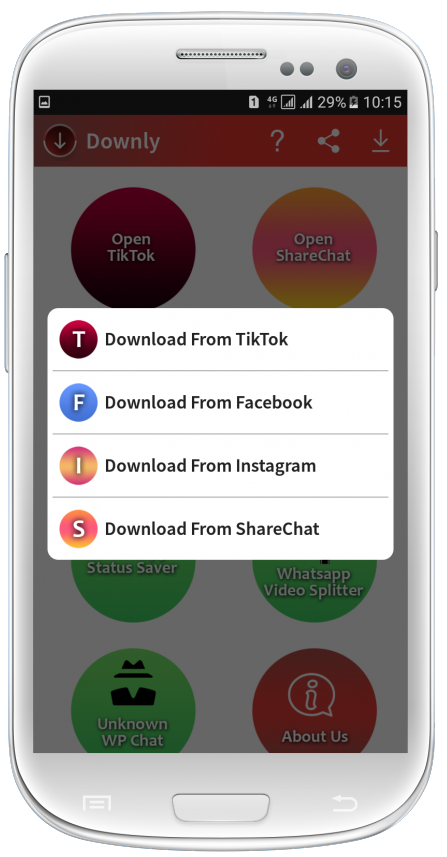 1 4G 29% 10:15
Downly ?
Open
TikTok
Open
ShareChat
T Download From TikTok
F Download From Facebook
I Download From Instagram
S Download From ShareChat
Status Saver
Whatsapp
Video Splitter
Unknown
WP Chat
i
About Us